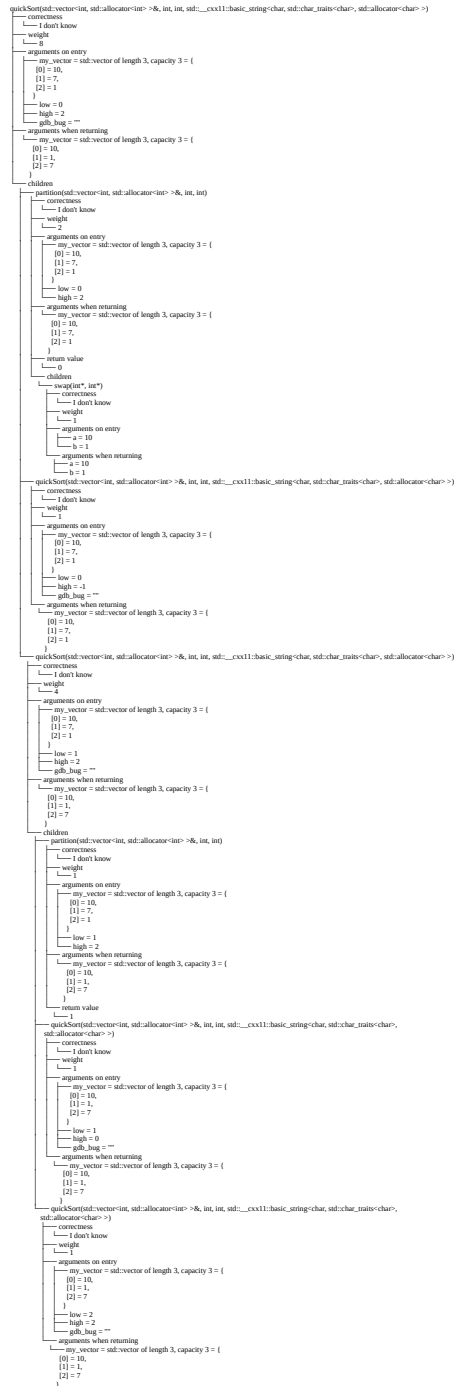 quickSort(std::vector<int, std::allocator<int> >&, int, int, std::__cxx11::basic_string<char, std::char_traits<char>, std::allocator<char> >)
correctness
I don't know
weight
8
arguments on entry
my_vector = std::vector of length 3, capacity 3 = {
[0] = 10,
[1] = 7,
[2] = 1
}
low = 0
high = 2
gdb_bug = ""
arguments when returning
my_vector = std::vector of length 3, capacity 3 = {
[0] = 10,
[1] = 1,
[2] = 7
}
children
partition(std::vector<int, std::allocator<int> >&, int, int)
correctness
I don't know
weight
2
arguments on entry
my_vector = std::vector of length 3, capacity 3 = {
[0] = 10,
[1] = 7,
[2] = 1
}
low = 0
high = 2
arguments when returning
my_vector = std::vector of length 3, capacity 3 = {
[0] = 10,
[1] = 7,
[2] = 1
}
return value
0
children
swap(int*, int*)
correctness
I don't know
weight
1
arguments on entry
a = 10
b = 1
arguments when returning
a = 10
b = 1
quickSort(std::vector<int, std::allocator<int> >&, int, int, std::__cxx11::basic_string<char, std::char_traits<char>, std::allocator<char> >)
correctness
I don't know
weight
1
arguments on entry
my_vector = std::vector of length 3, capacity 3 = {
[0] = 10,
[1] = 7,
[2] = 1
}
low = 0
high = -1
gdb_bug = ""
arguments when returning
my_vector = std::vector of length 3, capacity 3 = {
[0] = 10,
[1] = 7,
[2] = 1
}
quickSort(std::vector<int, std::allocator<int> >&, int, int, std::__cxx11::basic_string<char, std::char_traits<char>, std::allocator<char> >)
correctness
I don't know
weight
4
arguments on entry
my_vector = std::vector of length 3, capacity 3 = {
[0] = 10,
[1] = 7,
[2] = 1
}
low = 1
high = 2
gdb_bug = ""
arguments when returning
my_vector = std::vector of length 3, capacity 3 = {
[0] = 10,
[1] = 1,
[2] = 7
}
children
partition(std::vector<int, std::allocator<int> >&, int, int)
correctness
I don't know
weight
1
arguments on entry
my_vector = std::vector of length 3, capacity 3 = {
[0] = 10,
[1] = 7,
[2] = 1
}
low = 1
high = 2
arguments when returning
my_vector = std::vector of length 3, capacity 3 = {
[0] = 10,
[1] = 1,
[2] = 7
}
return value
1
quickSort(std::vector<int, std::allocator<int> >&, int, int, std::__cxx11::basic_string<char, std::char_traits<char>,
std::allocator<char> >)
correctness
I don't know
weight
1
arguments on entry
my_vector = std::vector of length 3, capacity 3 = {
[0] = 10,
[1] = 1,
[2] = 7
}
low = 1
high = 0
gdb_bug = ""
arguments when returning
my_vector = std::vector of length 3, capacity 3 = {
[0] = 10,
[1] = 1,
[2] = 7
}
quickSort(std::vector<int, std::allocator<int> >&, int, int, std::__cxx11::basic_string<char, std::char_traits<char>,
std::allocator<char> >)
correctness
I don't know
weight
1
arguments on entry
my_vector = std::vector of length 3, capacity 3 = {
[0] = 10,
[1] = 1,
[2] = 7
}
low = 2
high = 2
gdb_bug = ""
arguments when returning
my_vector = std::vector of length 3, capacity 3 = {
[0] = 10,
[1] = 1,
[2] = 7
}